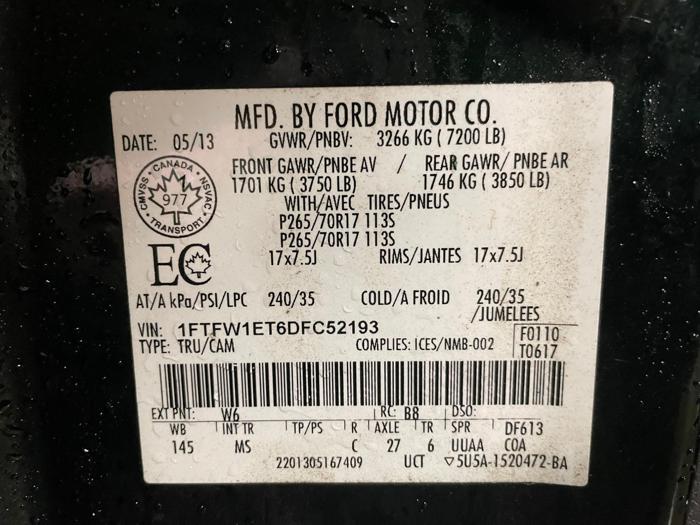 MFD. BY FORD MOTOR CO.
DATE: 05/13 GVWR/PNBV: 3266 KG ( 7200 LB)
FRONT GAWR/PNBE AV / REAR GAWR/ PNBE AR
1701 KG ( 3750 LB) 1746 KG ( 3850 LB)
WITH/AVEC TIRES/PNEUS
P265/70R17 113S
P265/70R17 113S
17x7.5J RIMS/JANTES 17x7.5J
CANADA
CMVSS NSVAC
977
TRANSPORT
EC
AT/A kPa/PSI/LPC 240/35 COLD/A FROID 240/35
/JUMELEES
VIN: 1FTFW1ET6DFC52193 F0110
TYPE: TRU/CAM COMPLIES: ICES/NMB-002 T0617
EXT PNT: W6 RC: B8 DSO:
WB INT TR TP/PS R AXLE TR SPR DF613
145 MS C 27 6 UUAA COA
2201305167409 UCT ▽5U5A-1520472-BA